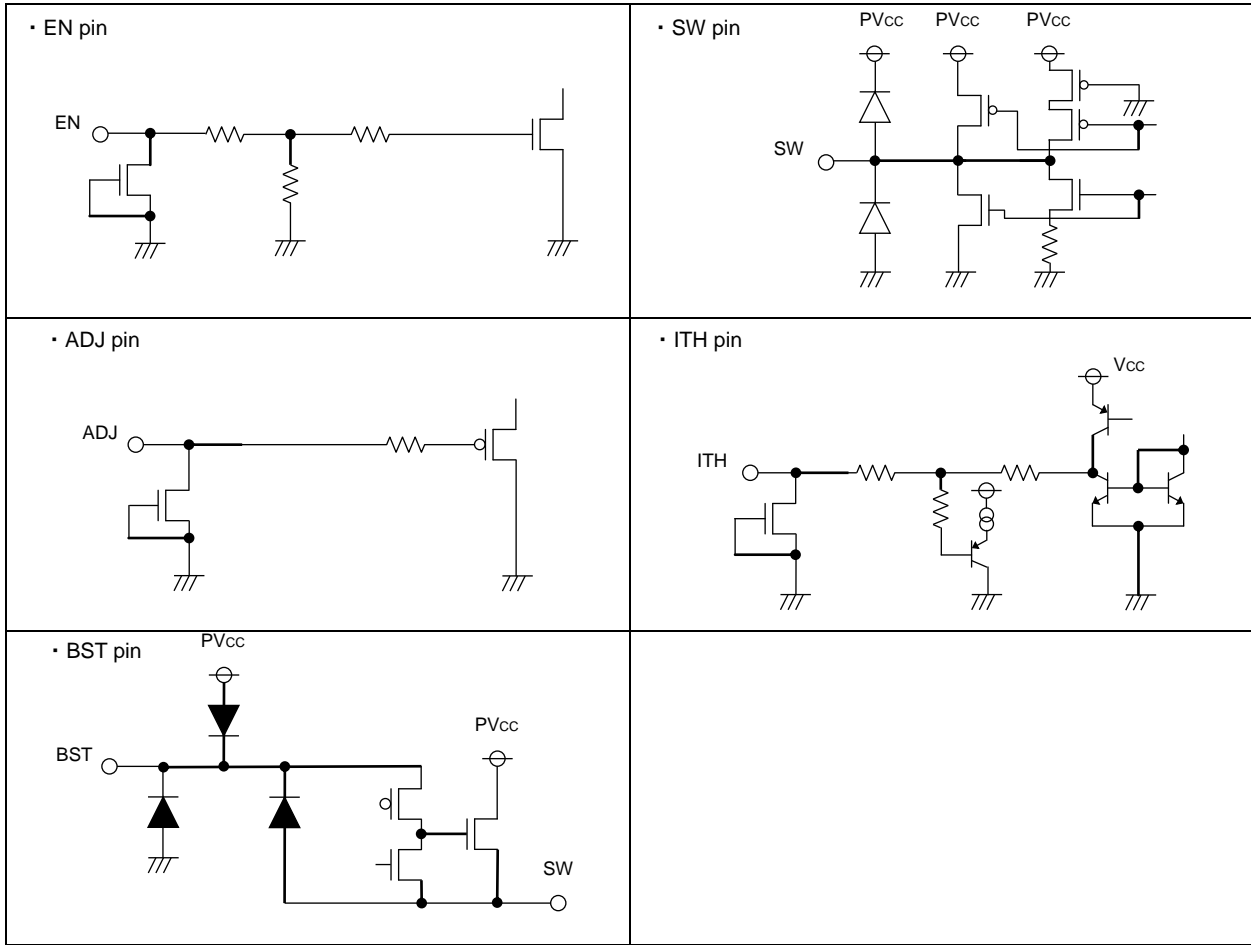 ・EN pin
EN
・SW pin
PVcc PVcc PVcc
SW
・ADJ pin
ADJ
・ITH pin
Vcc
ITH
・BST pin
PVcc
PVcc
BST
SW